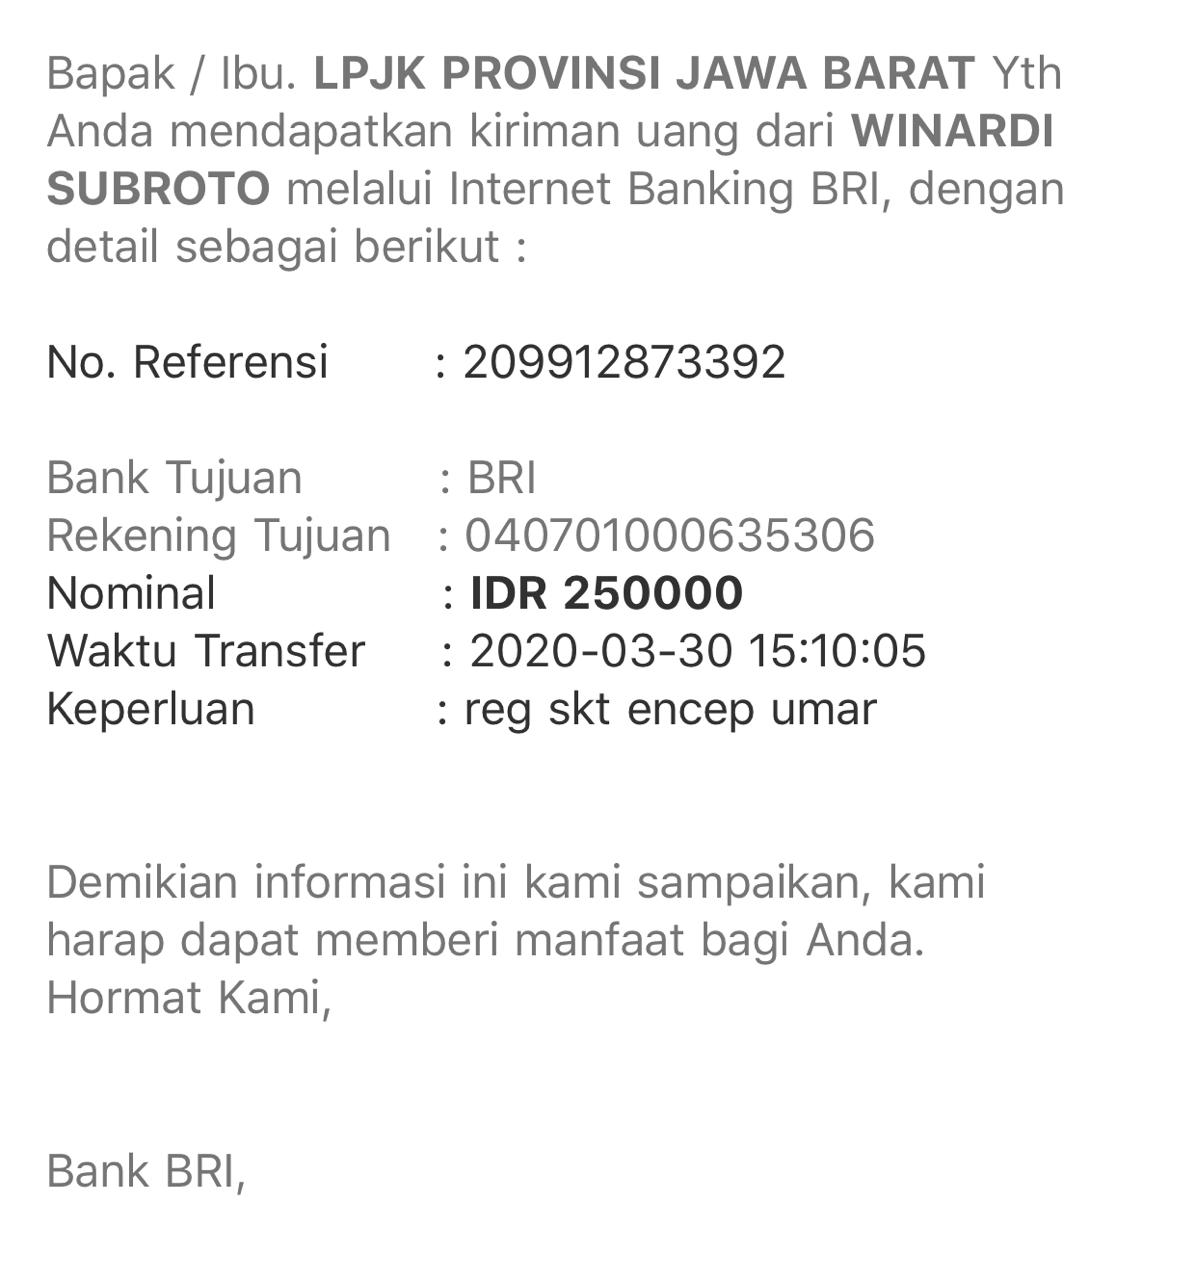 Bapak / Ibu. LPJK PROVINSI JAWA BARAT Yth
Anda mendapatkan kiriman uang dari WINARDI
SUBROTO melalui Internet Banking BRI, dengan
detail sebagai berikut :
No. Referensi : 209912873392
Bank Tujuan : BRI
Rekening Tujuan : 040701000635306
Nominal : IDR 250000
Waktu Transfer : 2020-03-30 15:10:05
Keperluan : reg skt encep umar
Demikian informasi ini kami sampaikan, kami
harap dapat memberi manfaat bagi Anda.
Hormat Kami,
Bank BRI,